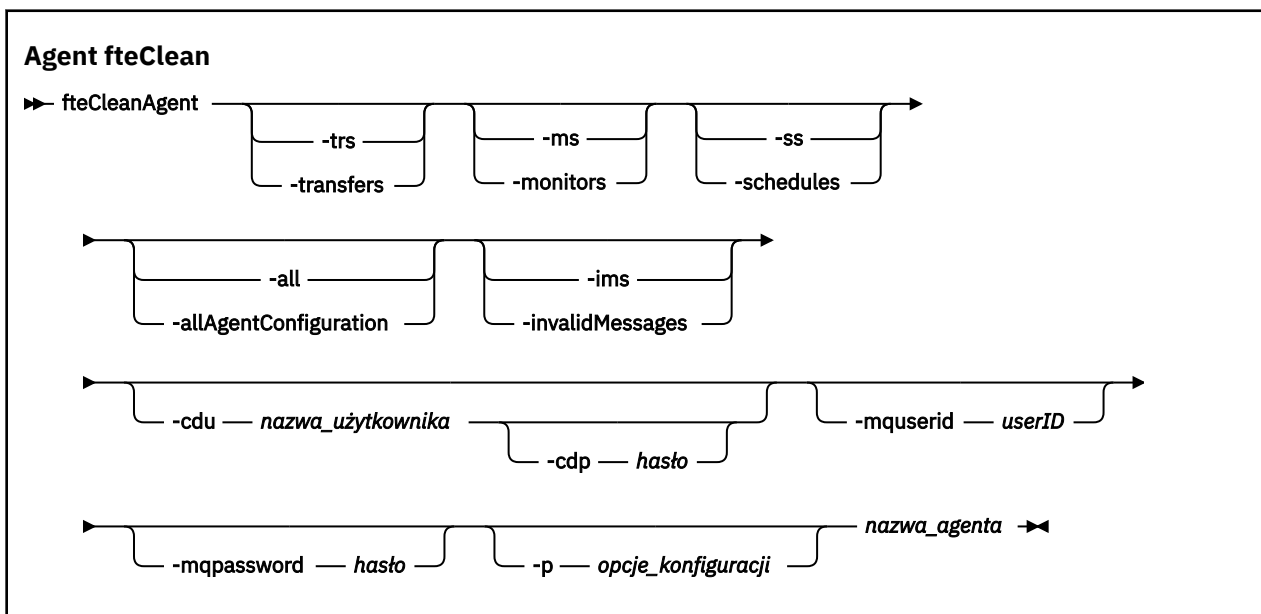 Agent fteClean
fteCleanAgent
-trs
-transfers
-ms
-monitors
-ss
-schedules
-all
-allAgentConfiguration
-ims
-invalidMessages
-cdu nazwa_użytkownika
-cdp hasło
-mquserid userID
-mqpassword hasło
-p opcje_konfiguracji
nazwa_agenta